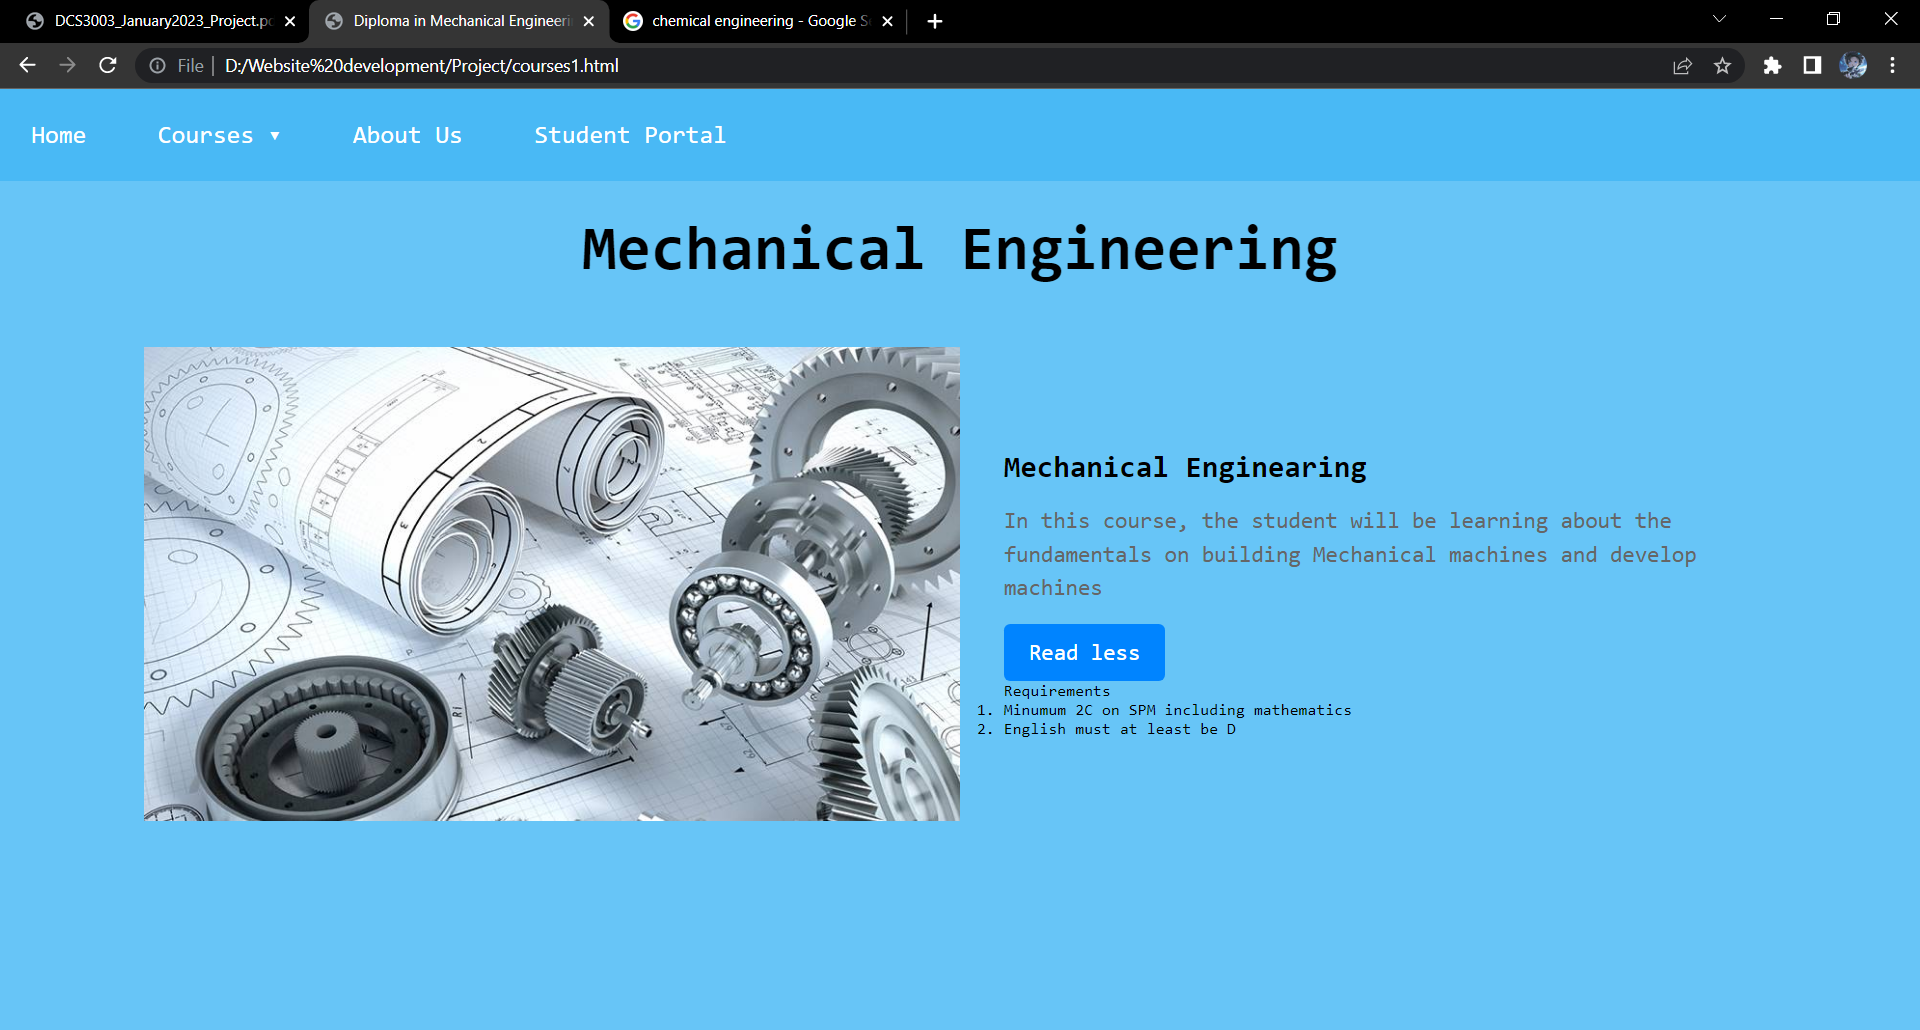 DCS3003_January2023_Project.pd
Diploma in Mechanical Engineeri
chemical engineering - Google S
File
D:/Website%20development/Project/courses1.html
Home
Courses ▾
About Us
Student Portal
Mechanical Engineering
Mechanical Enginearing
In this course, the student will be learning about the
fundamentals on building Mechanical machines and develop
machines
Read less
Requirements
1. Minumum 2C on SPM including mathematics
2. English must at least be D